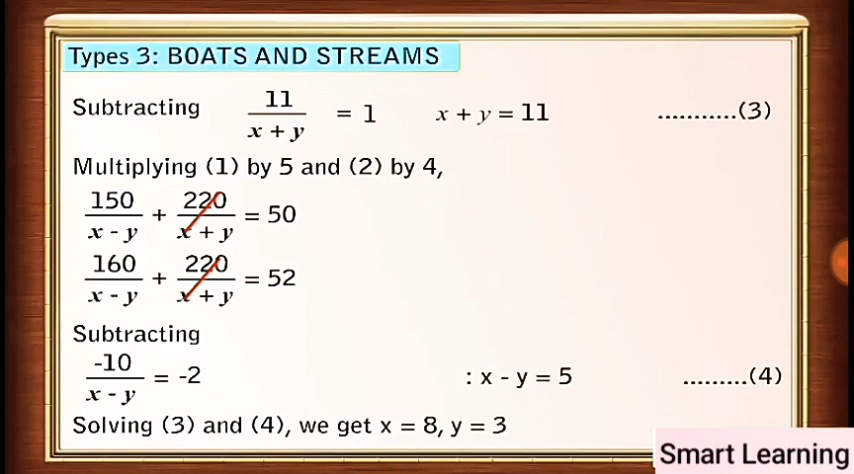 Types 3: BOATS AND STREAMS
Subtracting 11/(x + y) = 1 x + y = 11 ...........(3)
Multiplying (1) by 5 and (2) by 4,
150/(x - y) + 220/(x + y) = 50
160/(x - y) + 220/(x + y) = 52
Subtracting
-10/(x - y) = -2 : x - y = 5 .........(4)
Solving (3) and (4), we get x = 8, y = 3
Smart Learning